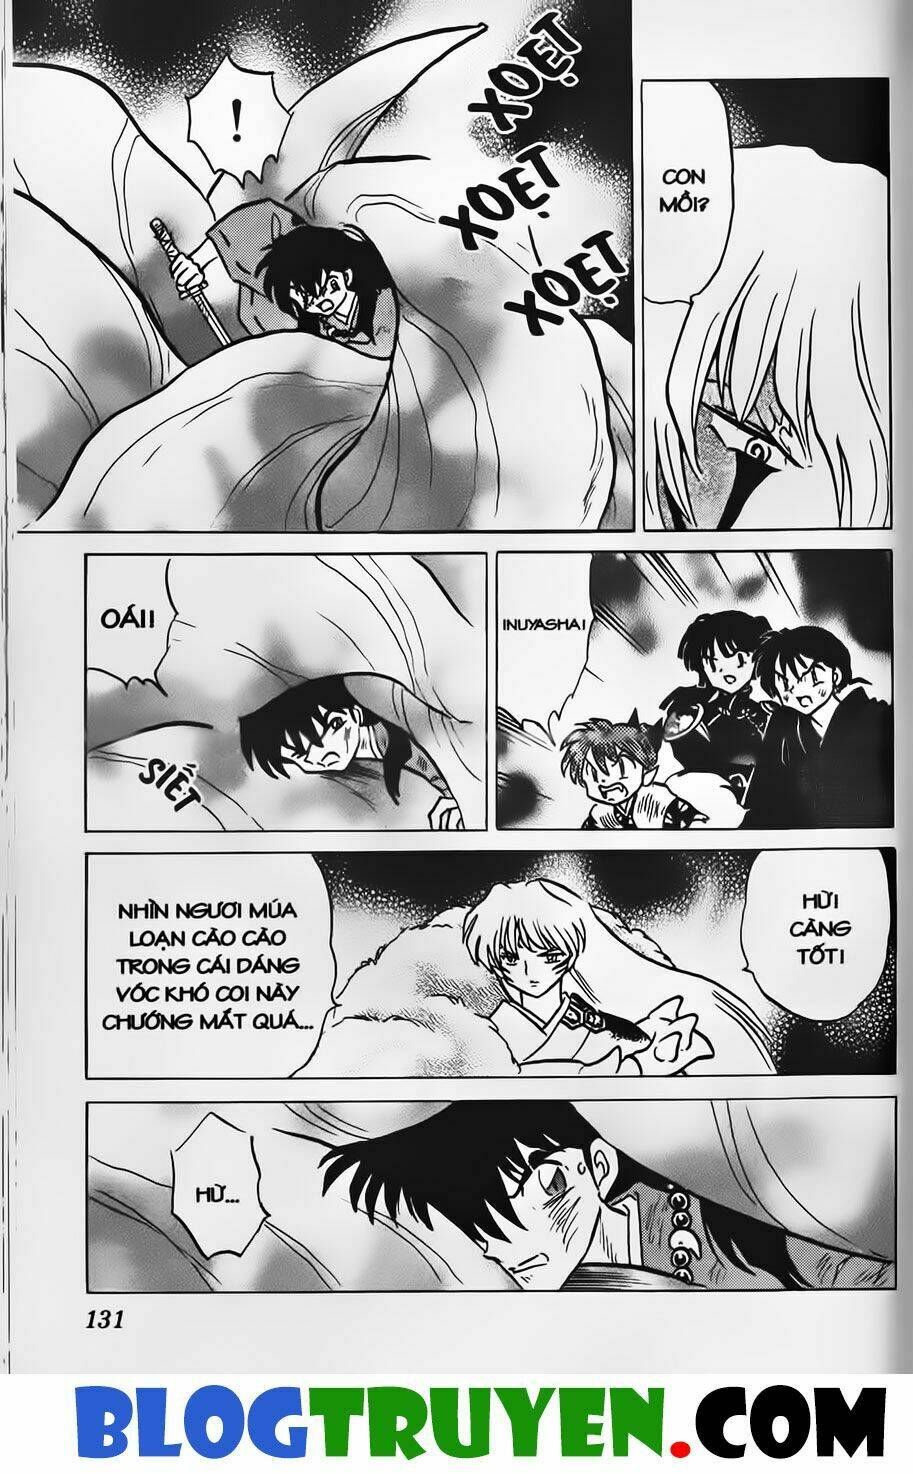 CON
MỒI?
!
XOẸT
XOẸT
XOẸT
INUYASHA!
OÁI!
SIẾT
HỪ!
CÀNG
TỐT!
NHÌN NGƯƠI MÚA
LOẠN CÀO CÀO
TRONG CÁI DÁNG
VÓC KHÓ COI NÀY
CHƯỚNG MẮT QUÁ...
HỪ...
131
BLOGTRUYEN.COM